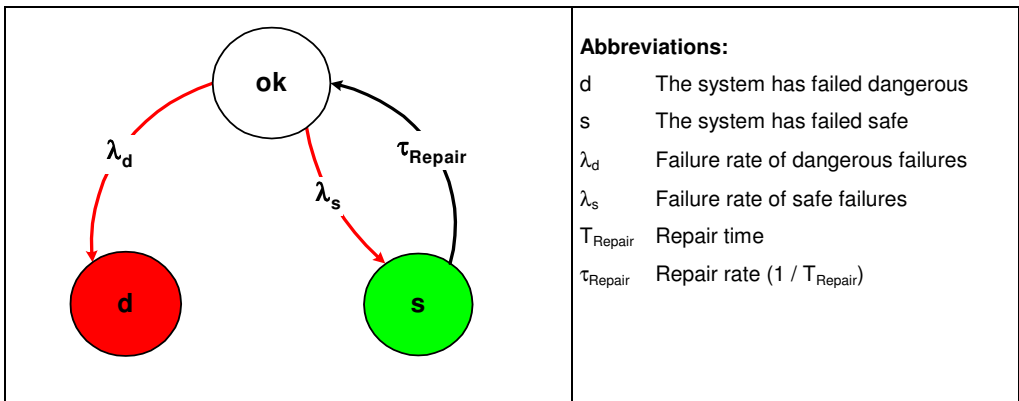 ok
λd
τRepair
λs
d
s
Abbreviations:
d The system has failed dangerous
s The system has failed safe
λd Failure rate of dangerous failures
λs Failure rate of safe failures
TRepair Repair time
τRepair Repair rate (1 / TRepair)